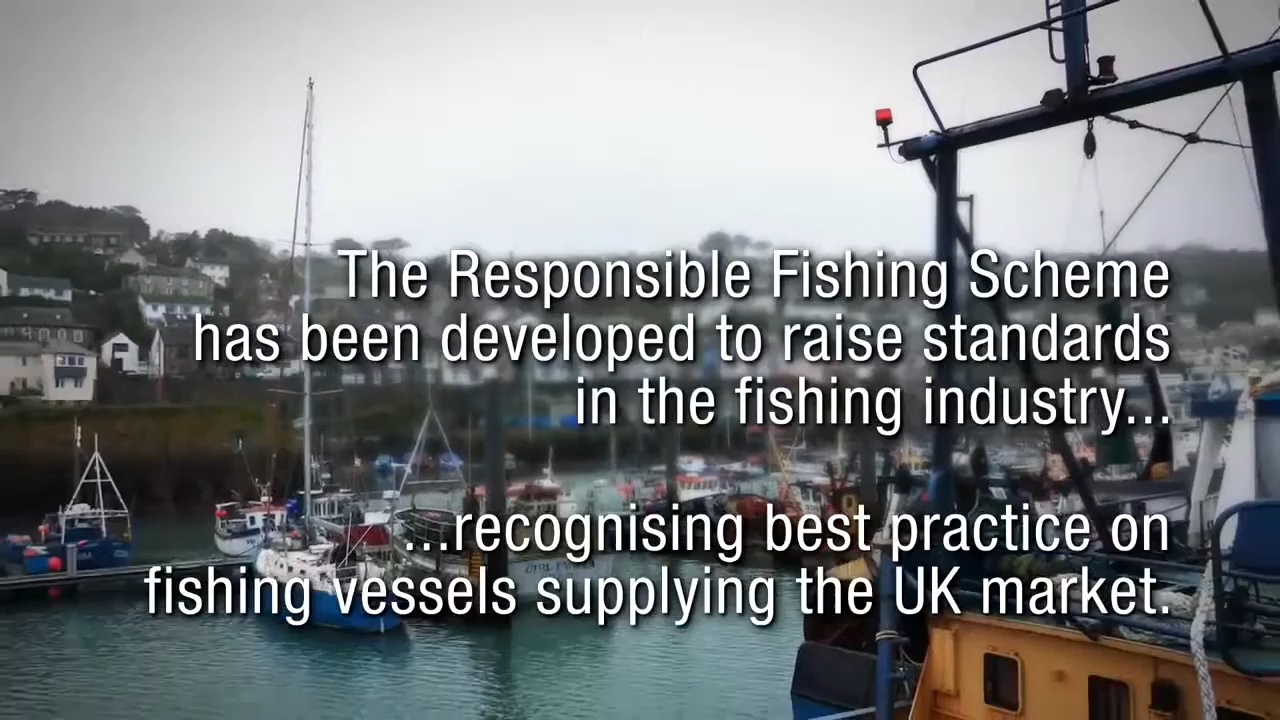 The Responsible Fishing Scheme
has been developed to raise standards
in the fishing industry...
...recognising best practice on
fishing vessels supplying the UK market.